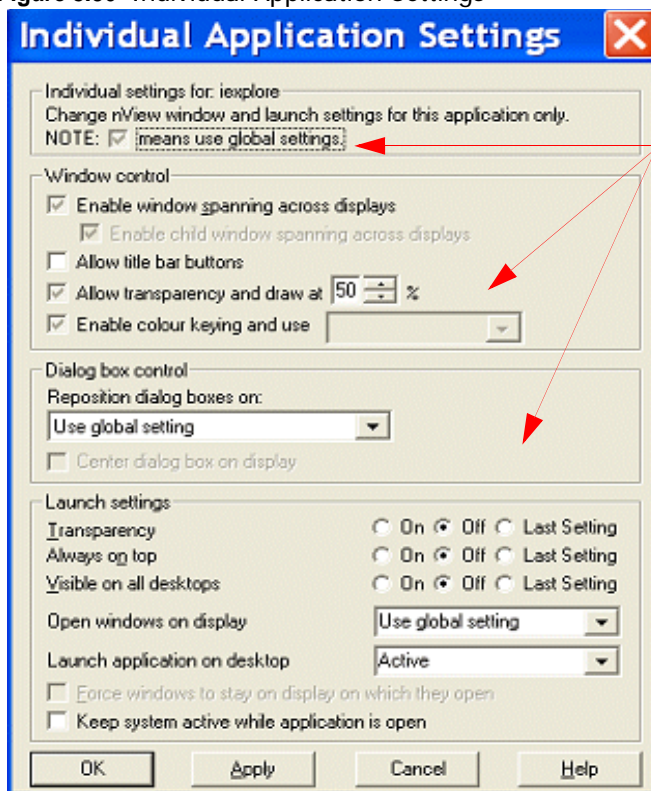 Individual Application Settings
Individual Application Settings
Individual settings for: iexplore
Change nView window and launch settings for this application only.
NOTE: means use global settings.
Window control
Enable window spanning across displays
Enable child window spanning across displays
Allow title bar buttons
Allow transparency and draw at 50 %
Enable colour keying and use
Dialog box control
Reposition dialog boxes on:
Use global setting
Center dialog box on display
Launch settings
Transparency On Off Last Setting
Always on top On Off Last Setting
Visible on all desktops On Off Last Setting
Open windows on display Use global setting
Launch application on desktop Active
Force windows to stay on display on which they open
Keep system active while application is open
OK Apply Cancel Help